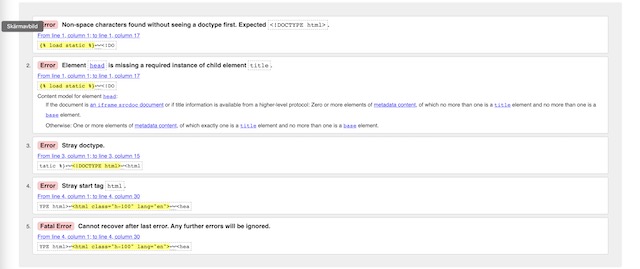 Skärmavbild
Error Non-space characters found without seeing a doctype first. Expected <!DOCTYPE html>.
From line 1, column 1; to line 1, column 17
{% load static %}↩↩<!DO
2. Error Element head is missing a required instance of child element title.
From line 1, column 1; to line 1, column 17
{% load static %}↩↩<!DO
Content model for element head:
If the document is an iframe srcdoc document or if title information is available from a higher-level protocol: Zero or more elements of metadata content, of which no more than one is a title element and no more than one is a
base element.
Otherwise: One or more elements of metadata content, of which exactly one is a title element and no more than one is a base element.
3. Error Stray doctype.
From line 3, column 1; to line 3, column 15
tatic %}↩↩<!DOCTYPE html>↩<html
4. Error Stray start tag html.
From line 4, column 1; to line 4, column 30
YPE html>↩<html class="h-100" lang="en">↩↩<hea
5. Fatal Error Cannot recover after last error. Any further errors will be ignored.
From line 4, column 1; to line 4, column 30
YPE html>↩<html class="h-100" lang="en">↩↩<hea